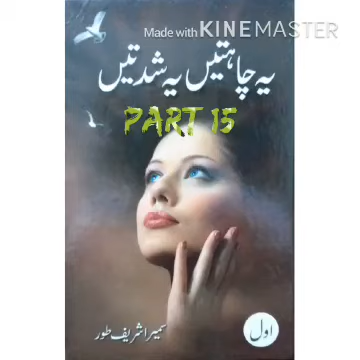 Made with KINEMASTER
یہ چاہتیں یہ شدتیں
PART 15
سمیرا شریف طور
اول